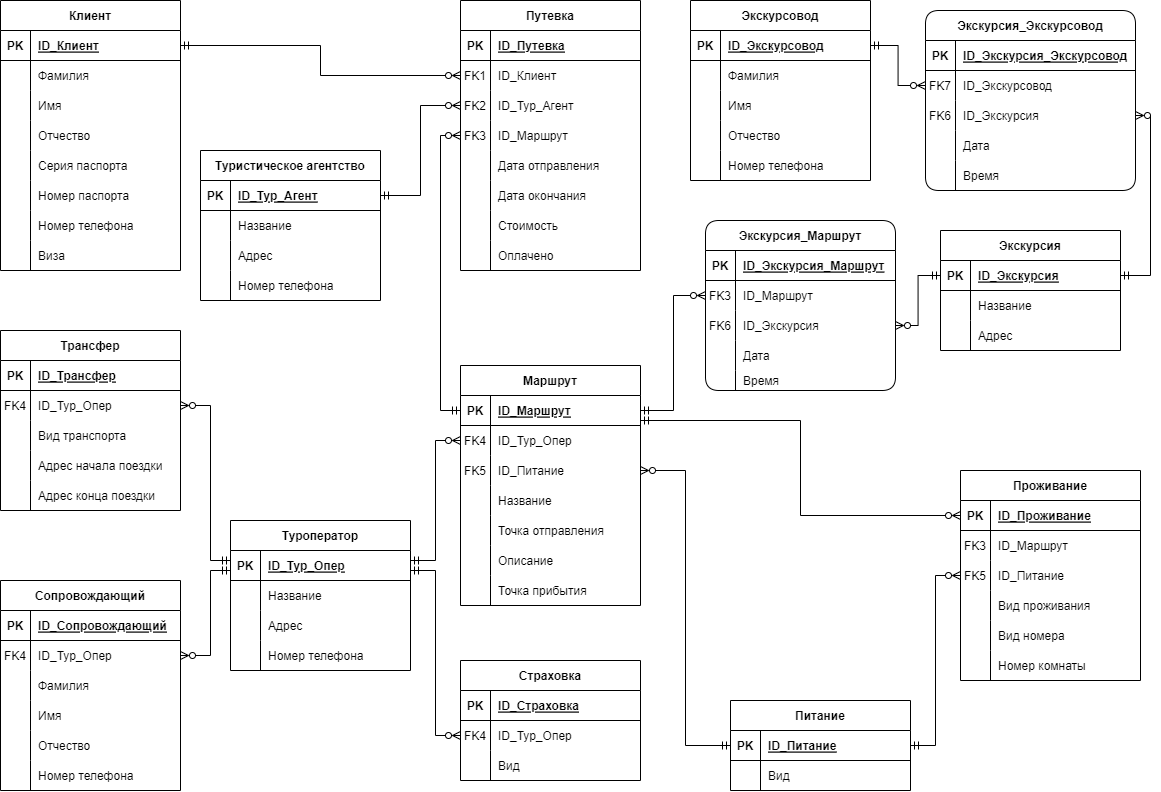 Клиент
PK ID_Клиент
Фамилия
Имя
Отчество
Серия паспорта
Номер паспорта
Номер телефона
Виза
Туристическое агентство
PK ID_Тур_Агент
Название
Адрес
Номер телефона
Путевка
PK ID_Путевка
FK1 ID_Клиент
FK2 ID_Тур_Агент
FK3 ID_Маршрут
Дата отправления
Дата окончания
Стоимость
Оплачено
Экскурсовод
PK ID_Экскурсовод
Фамилия
Имя
Отчество
Номер телефона
Экскурсия_Экскурсовод
PK ID_Экскурсия_Экскурсовод
FK7 ID_Экскурсовод
FK6 ID_Экскурсия
Дата
Время
Экскурсия_Маршрут
PK ID_Экскурсия_Маршрут
FK3 ID_Маршрут
FK6 ID_Экскурсия
Дата
Время
Экскурсия
PK ID_Экскурсия
Название
Адрес
Трансфер
PK ID_Трансфер
FK4 ID_Тур_Опер
Вид транспорта
Адрес начала поездки
Адрес конца поездки
Маршрут
PK ID_Маршрут
FK4 ID_Тур_Опер
FK5 ID_Питание
Название
Точка отправления
Описание
Точка прибытия
Проживание
PK ID_Проживание
FK3 ID_Маршрут
FK5 ID_Питание
Вид проживания
Вид номера
Номер комнаты
Туроператор
PK ID_Тур_Опер
Название
Адрес
Номер телефона
Сопровождающий
PK ID_Сопровождающий
FK4 ID_Тур_Опер
Фамилия
Имя
Отчество
Номер телефона
Страховка
PK ID_Страховка
FK4 ID_Тур_Опер
Вид
Питание
PK ID_Питание
Вид